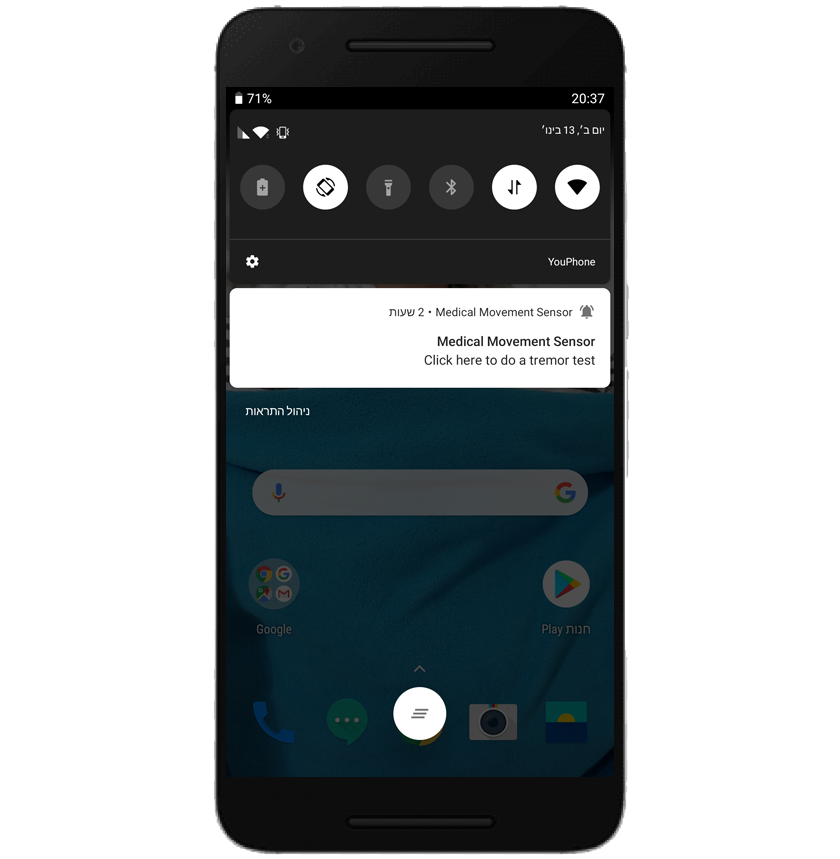 71% 20:37
יום ב׳, 13 בינו׳
YouPhone
Medical Movement Sensor • 2 שעות
Medical Movement Sensor
Click here to do a tremor test
ניהול התראות
Google
חנות Play